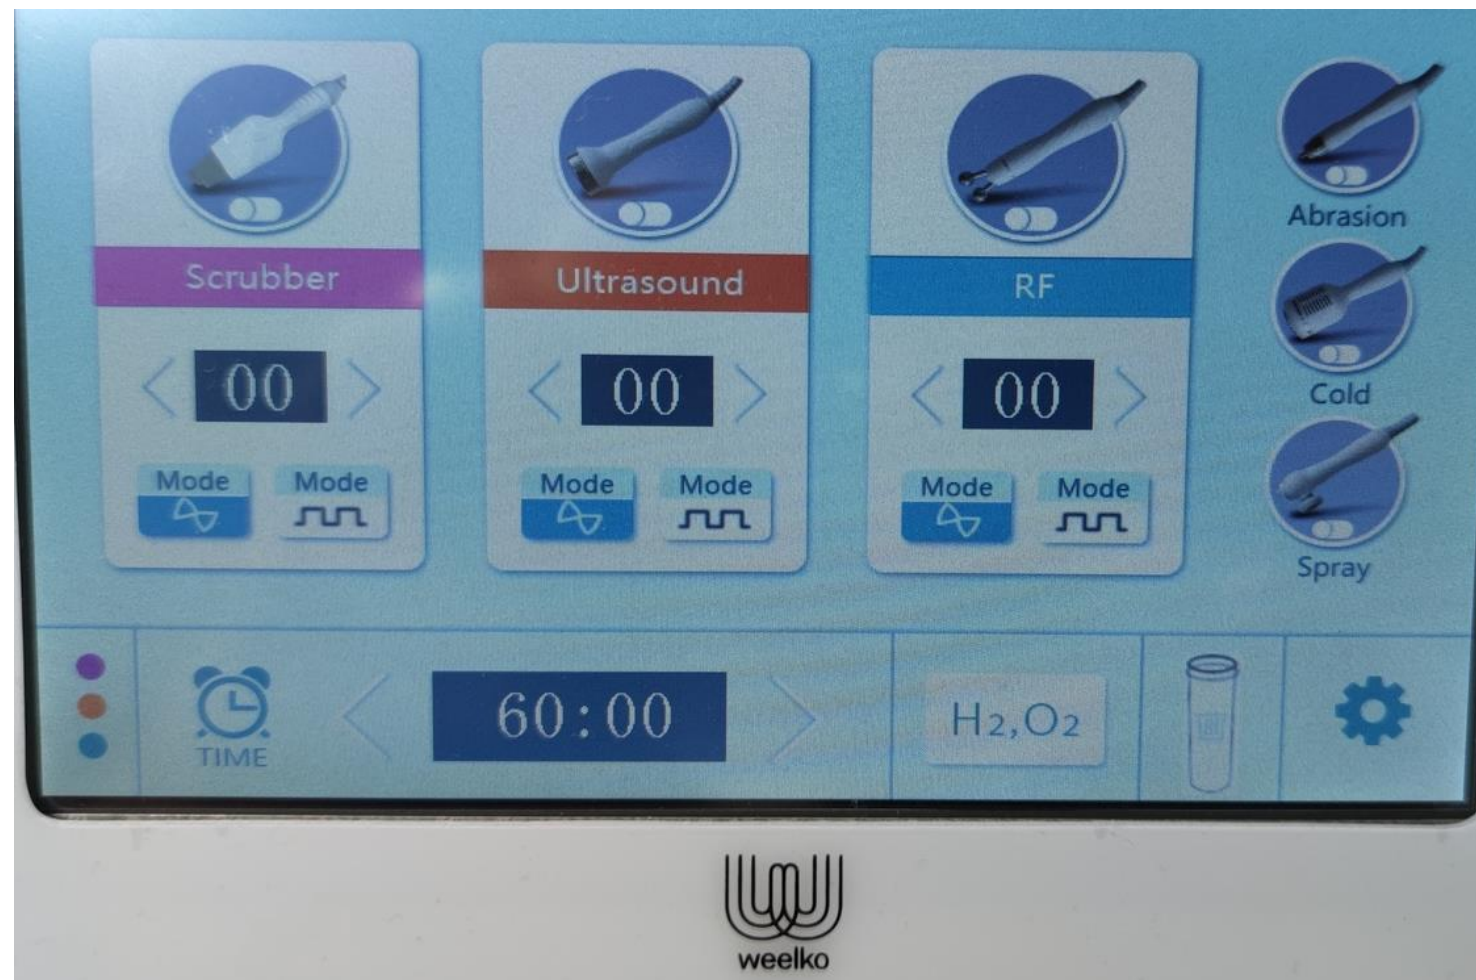 Scrubber
Ultrasound
RF
00
00
00
Mode Mode
Mode Mode
Mode Mode
Abrasion
Cold
Spray
TIME
60:00
H2,O2
weelko